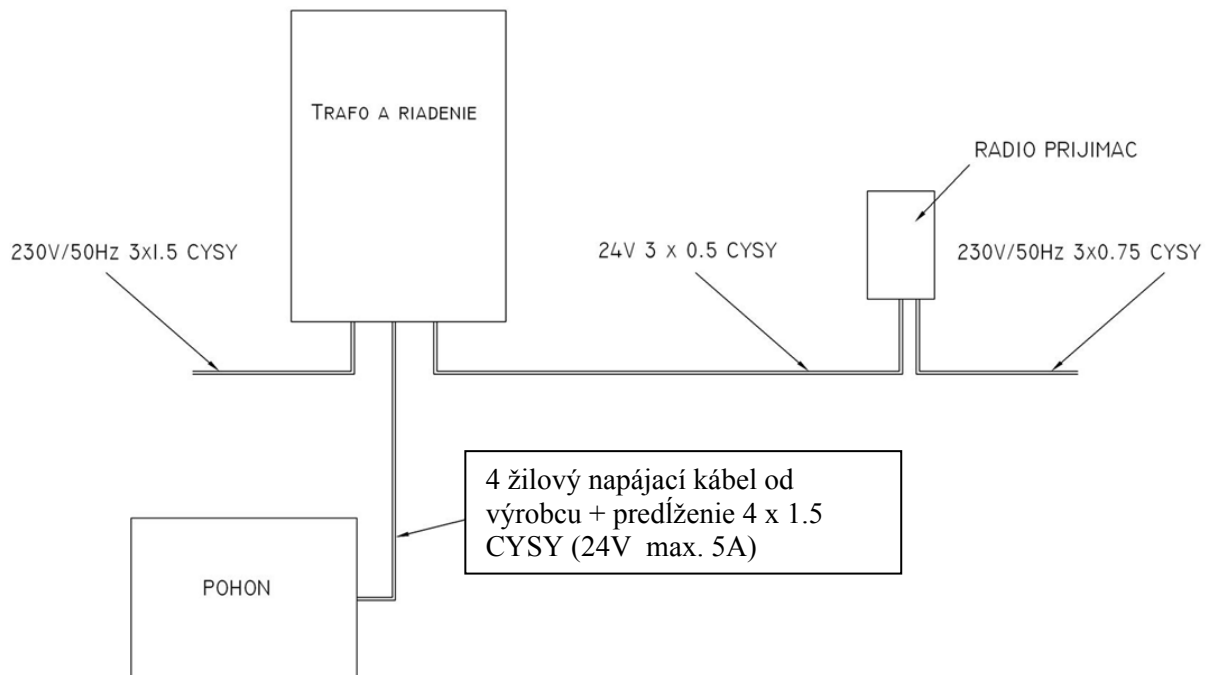 TRAFO A RIADENIE
RADIO PRIJIMAC
230V/50Hz 3x1.5 CYSY
24V 3 x 0.5 CYSY
230V/50Hz 3x0.75 CYSY
4 žilový napájací kábel od
výrobcu + predĺženie 4 x 1.5
CYSY (24V max. 5A)
POHON